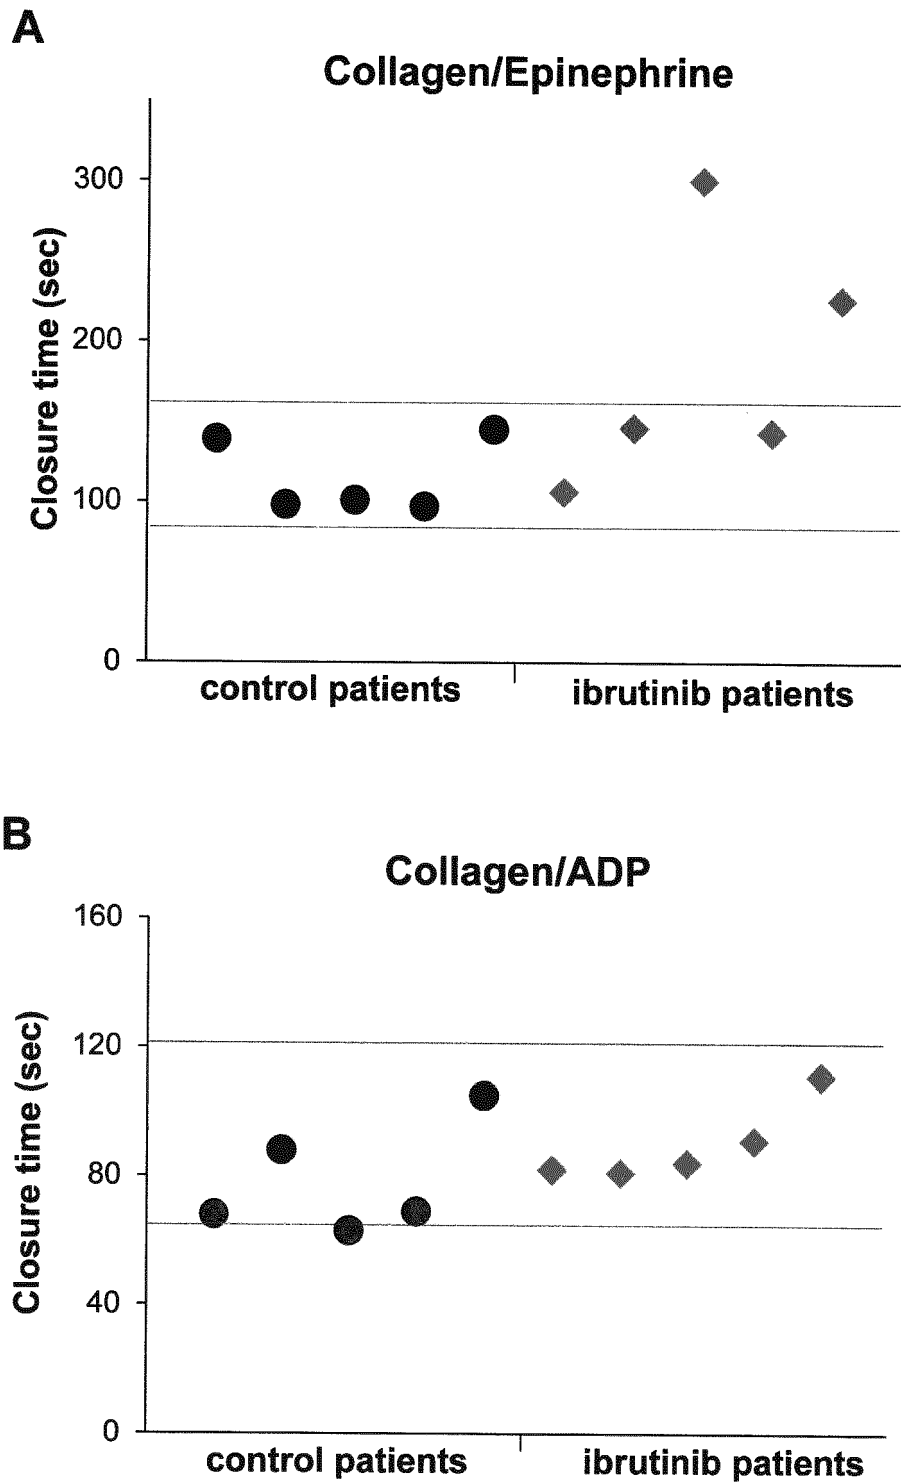 A
Collagen/Epinephrine
Closure time (sec)
300
200
100
0
control patients
ibrutinib patients
B
Collagen/ADP
Closure time (sec)
160
120
80
40
0
control patients
ibrutinib patients